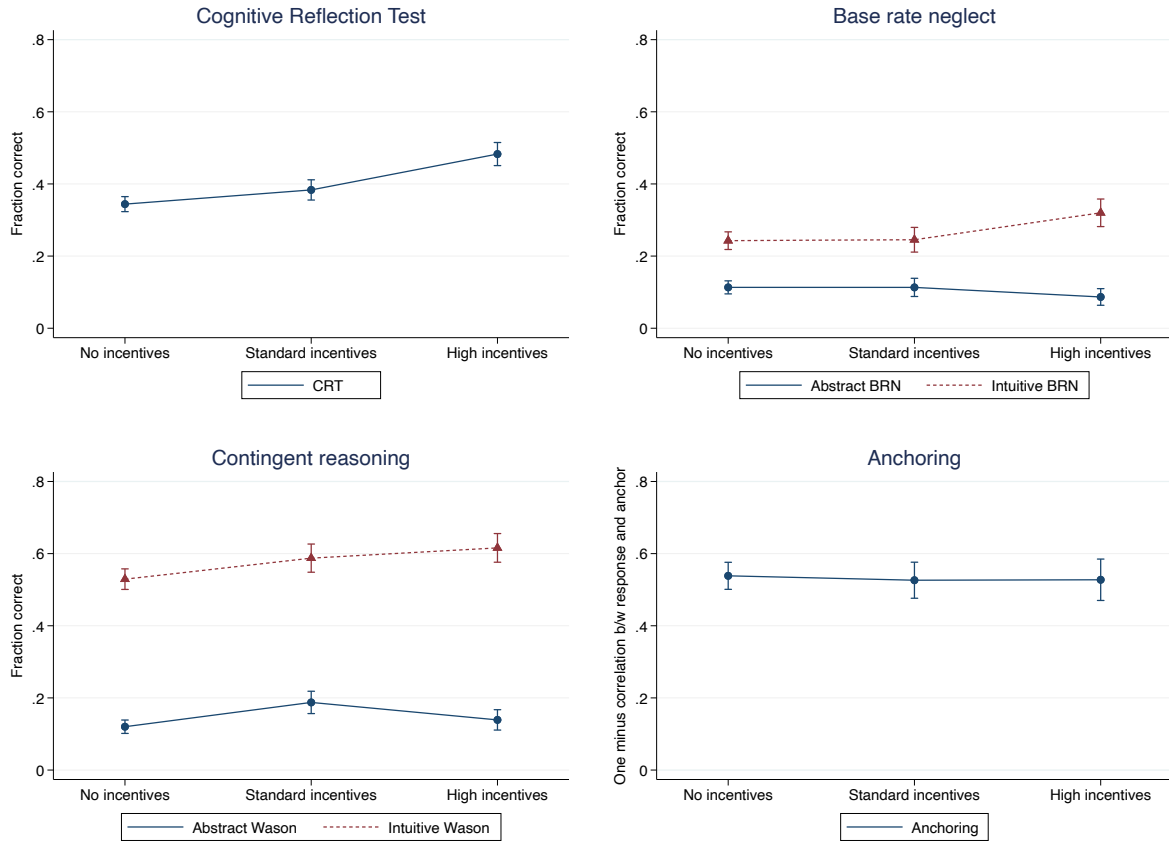 Cognitive Reflection Test
Fraction correct
.8
.6
.4
.2
0
No incentives Standard incentives High incentives
CRT
Base rate neglect
Fraction correct
.8
.6
.4
.2
0
No incentives Standard incentives High incentives
Abstract BRN Intuitive BRN
Contingent reasoning
Fraction correct
.8
.6
.4
.2
0
No incentives Standard incentives High incentives
Abstract Wason Intuitive Wason
Anchoring
One minus correlation b/w response and anchor
.8
.6
.4
.2
0
No incentives Standard incentives High incentives
Anchoring